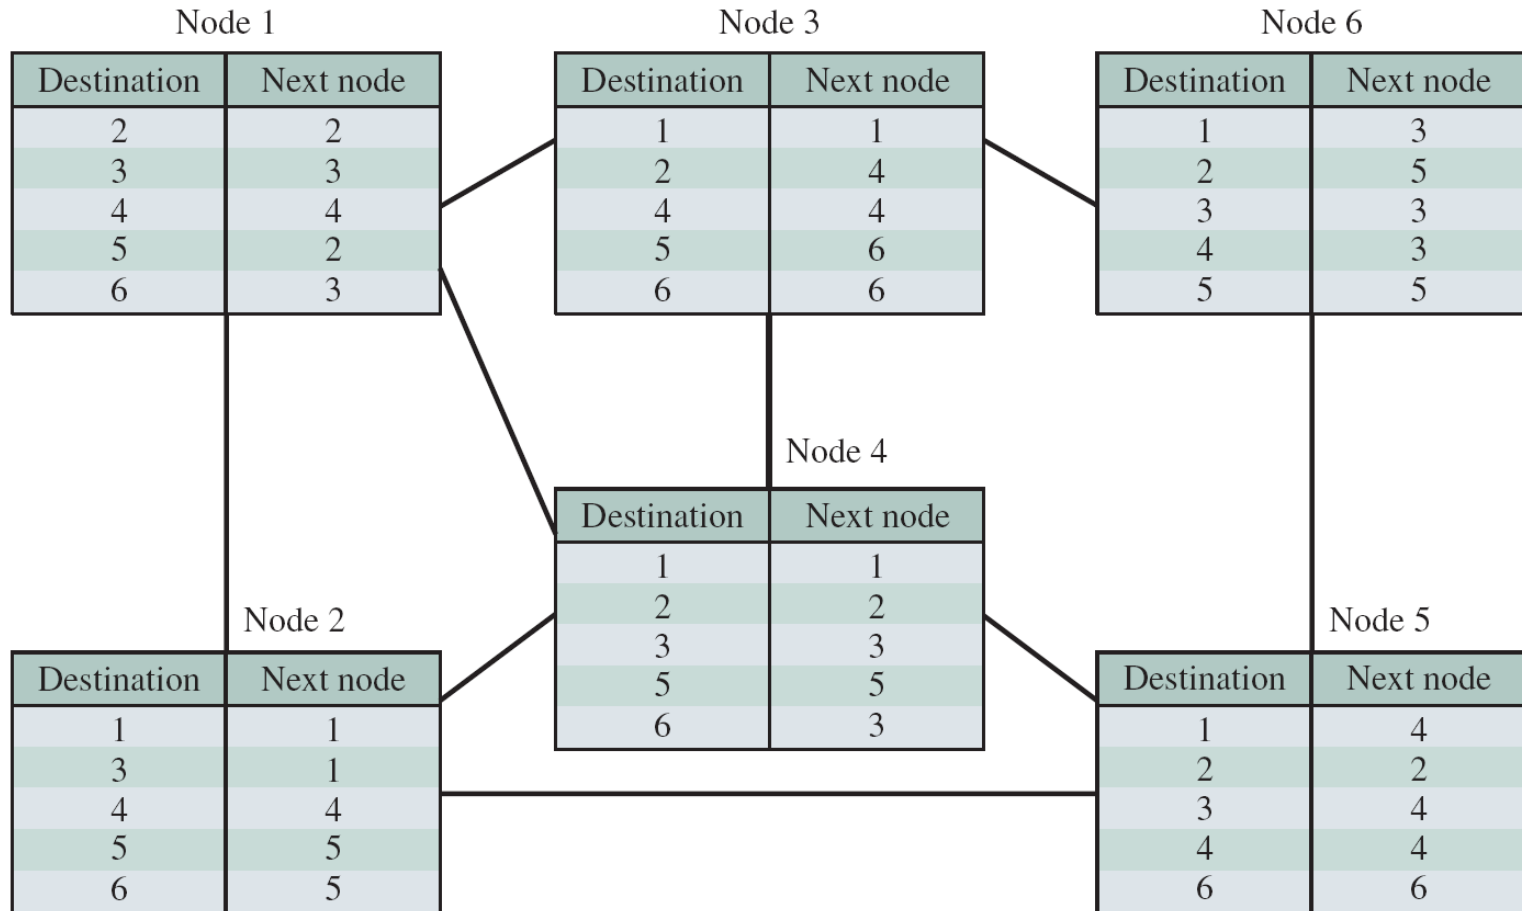 Node 1
Destination Next node
2 2
3 3
4 4
5 2
6 3
Node 3
Destination Next node
1 1
2 4
4 4
5 6
6 6
Node 6
Destination Next node
1 3
2 5
3 3
4 3
5 5
Node 4
Destination Next node
1 1
2 2
3 3
5 5
6 3
Node 2
Destination Next node
1 1
3 1
4 4
5 5
6 5
Node 5
Destination Next node
1 4
2 2
3 4
4 4
6 6